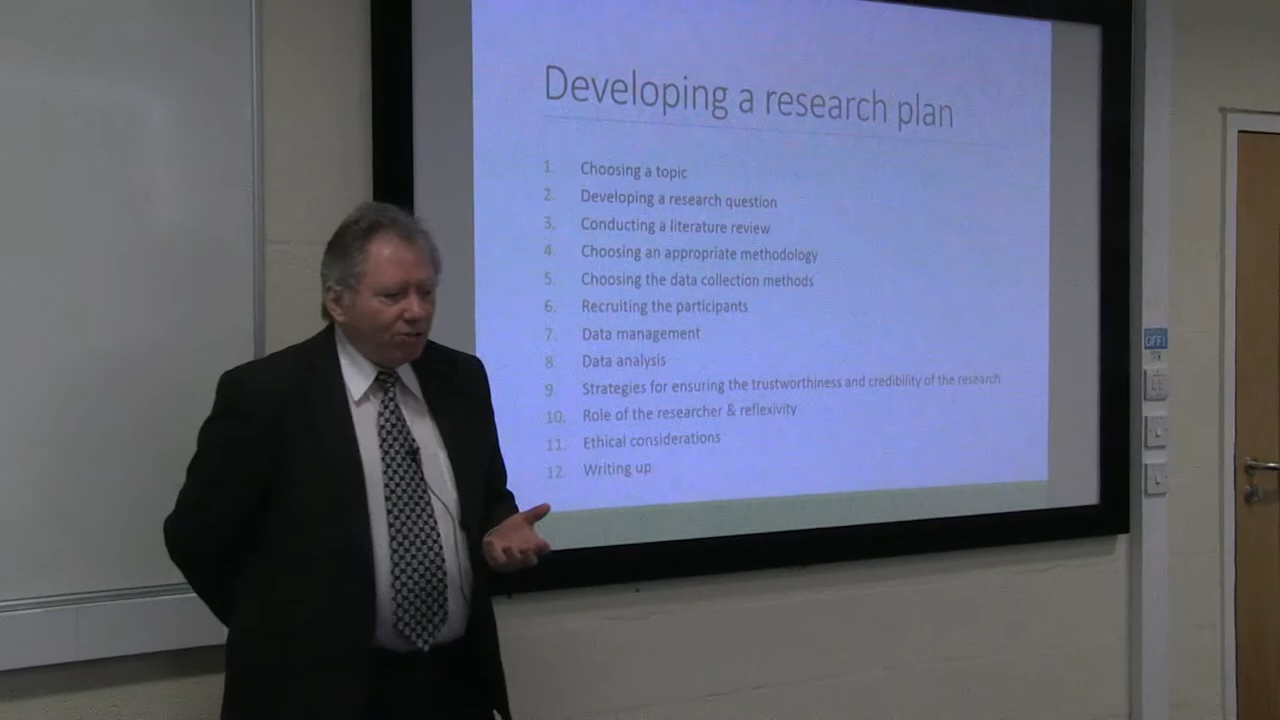 Developing a research plan
1. Choosing a topic
2. Developing a research question
3. Conducting a literature review
4. Choosing an appropriate methodology
5. Choosing the data collection methods
6. Recruiting the participants
7. Data management
8. Data analysis
9. Strategies for ensuring the trustworthiness and credibility of the research
10. Role of the researcher & reflexivity
11. Ethical considerations
12. Writing up
OFF!